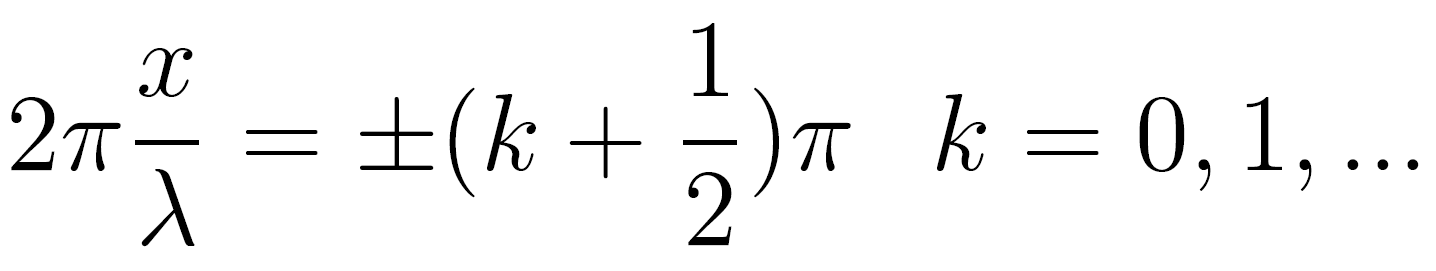 2π x/λ = ±(k + 1/2)π k = 0, 1, ...